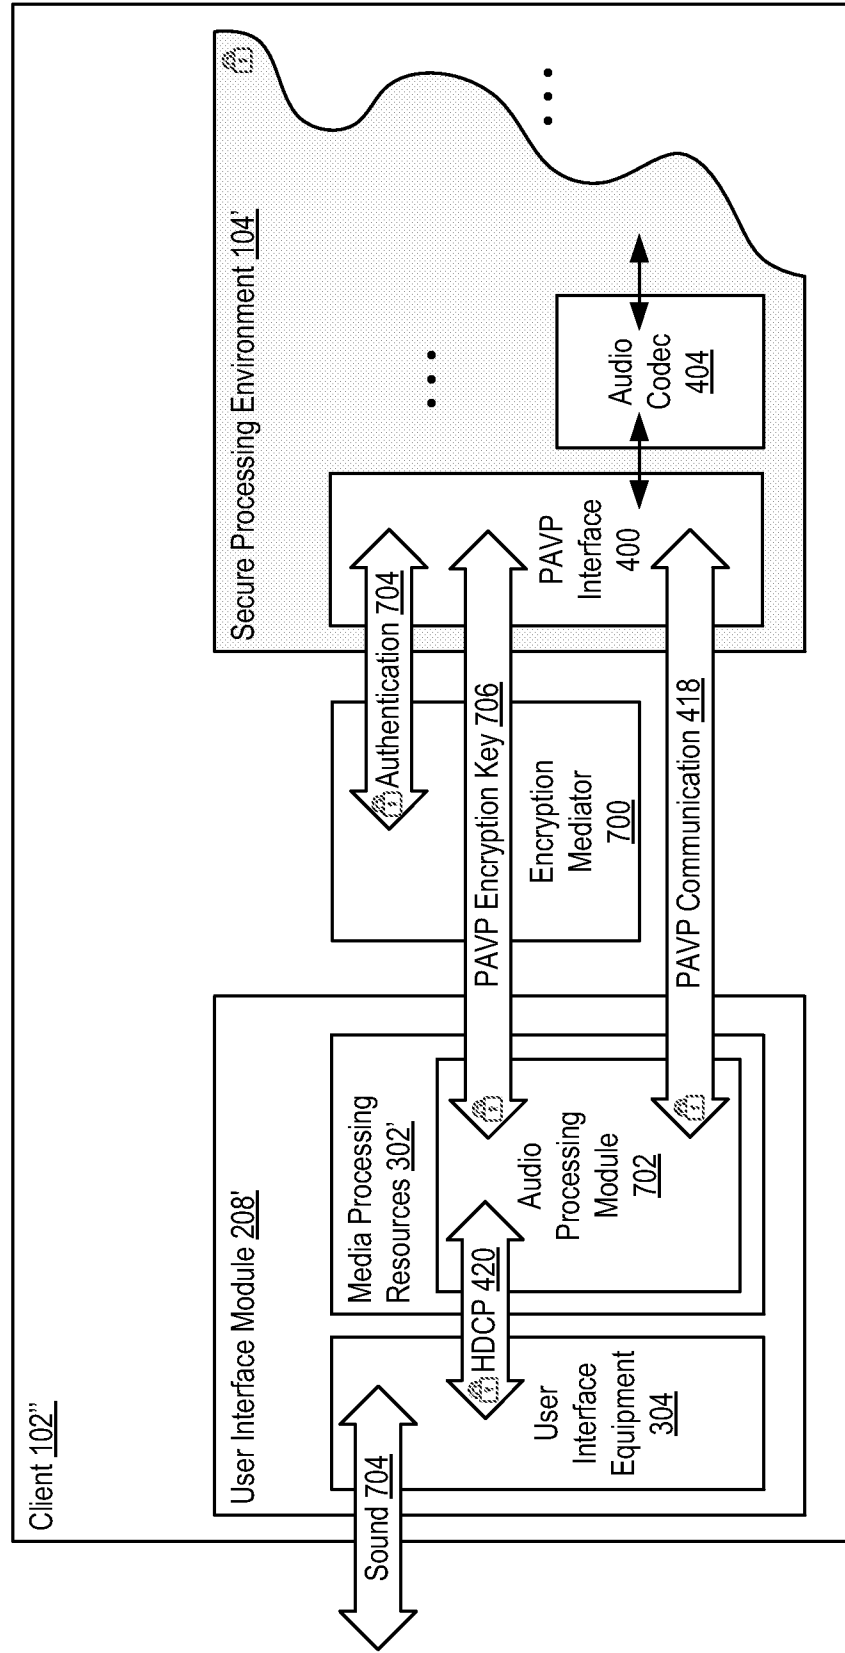 Client 102”
User Interface Module 208'
Secure Processing Environment 104’
Sound 704
User
Interface
Equipment
304
HDCP 420
Media Processing
Resources 302’
Audio
Processing
Module
702
Encryption
Mediator
700
Authentication 704
PAVP Encryption Key 706
PAVP Communication 418
PAVP
Interface
400
Audio
Codec
404